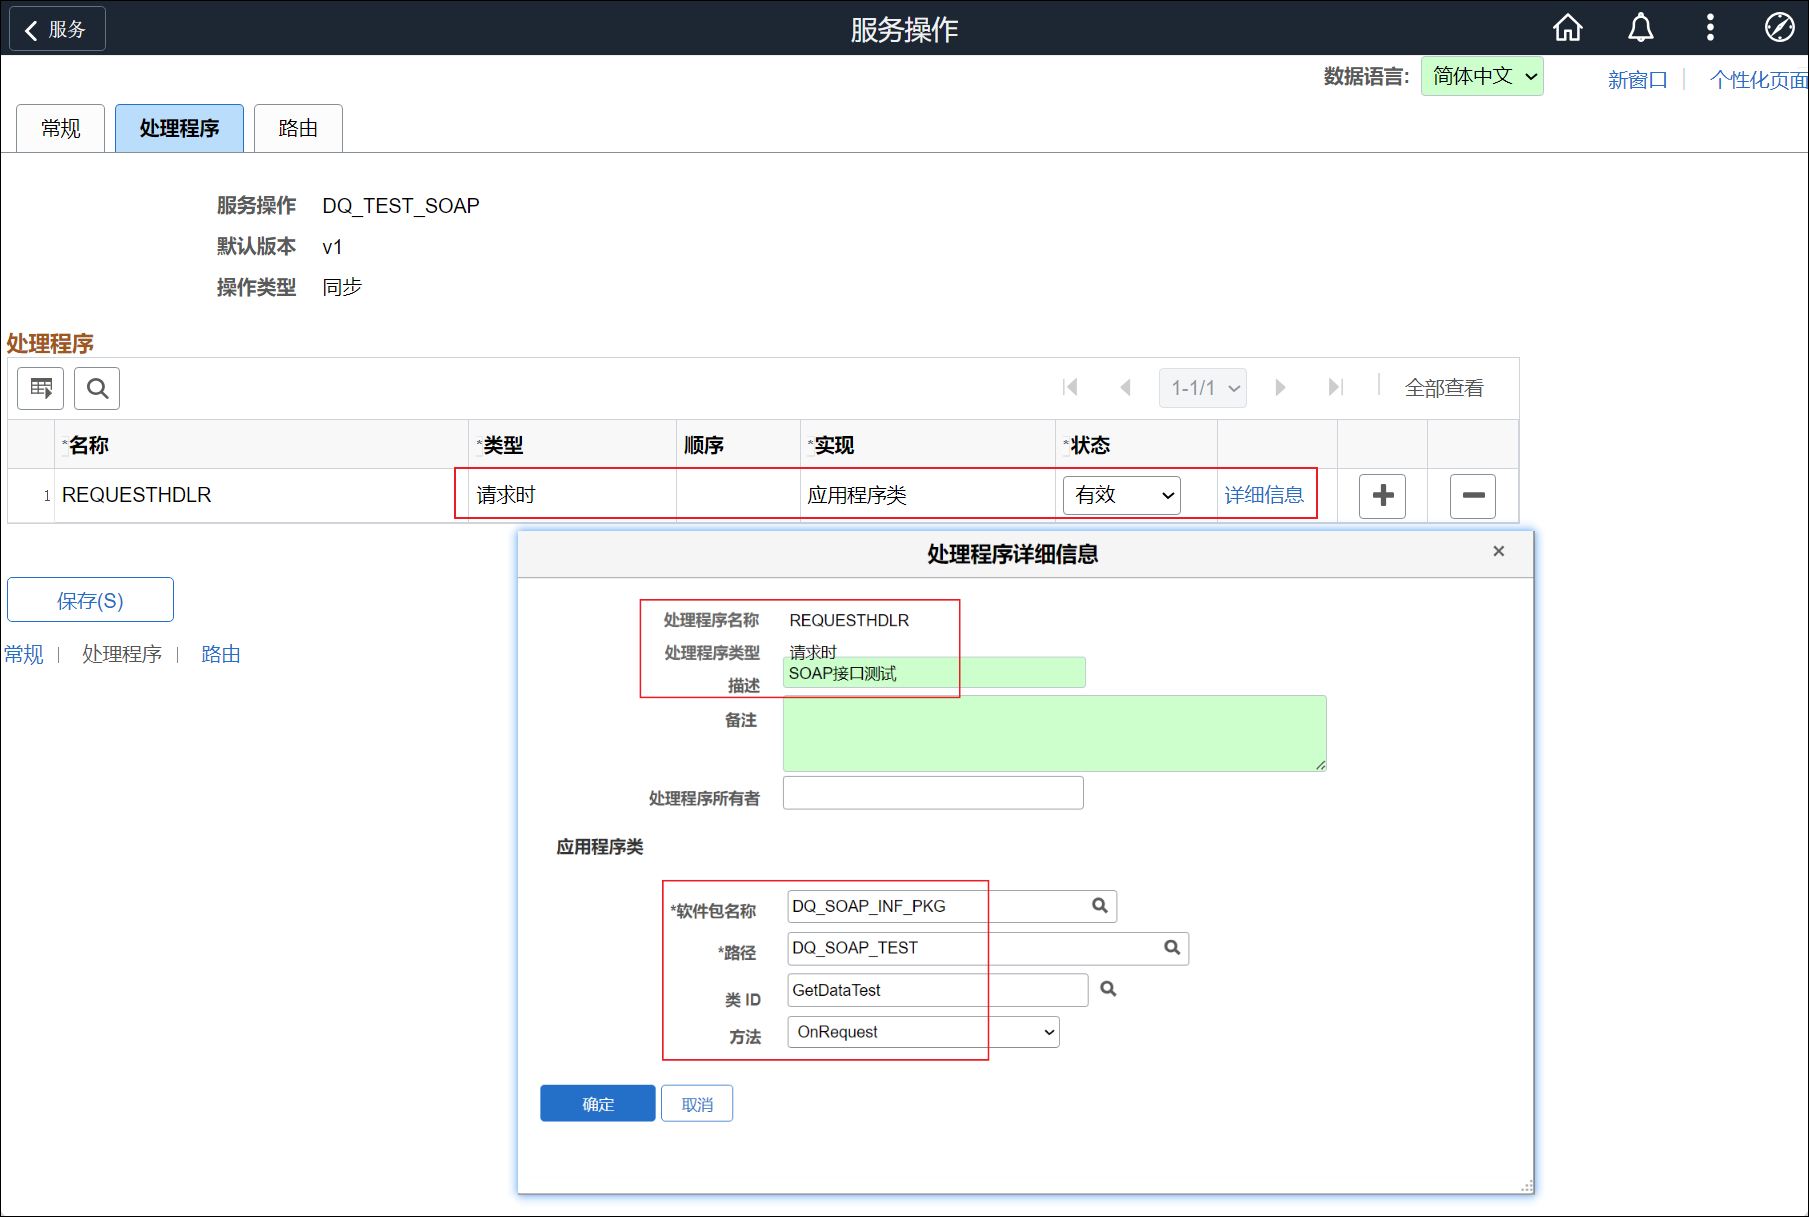 服务
服务操作
数据语言: 简体中文
新窗口
个性化页面
常规
处理程序
路由
服务操作 DQ_TEST_SOAP
默认版本 v1
操作类型 同步
处理程序
1-1/1
全部查看
*名称 *类型 顺序 *实现 *状态
1 REQUESTHDLR 请求时 应用程序类 有效 详细信息
保存(S)
常规 | 处理程序 | 路由
处理程序详细信息
×
处理程序名称 REQUESTHDLR
处理程序类型 请求时
描述 SOAP接口测试
备注
处理程序所有者
应用程序类
*软件包名称 DQ_SOAP_INF_PKG
*路径 DQ_SOAP_TEST
类 ID GetDataTest
方法 OnRequest
确定
取消